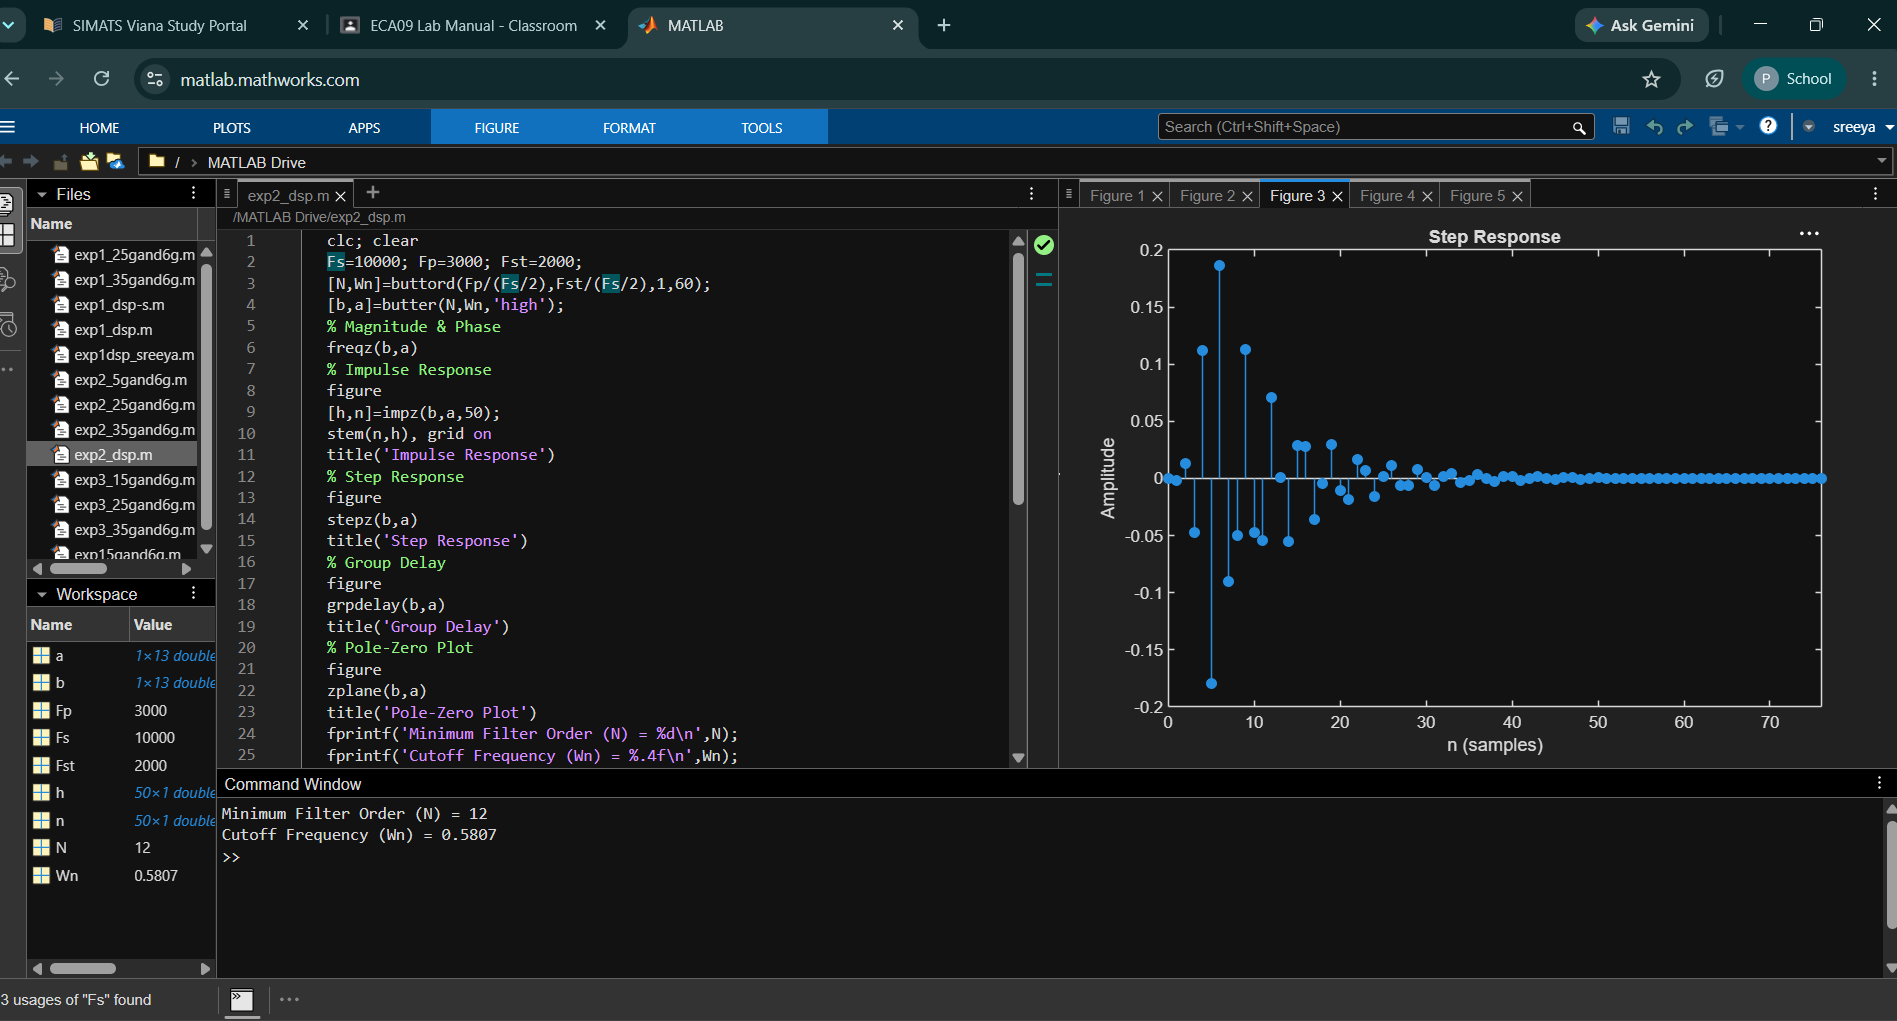 SIMATS Viana Study Portal
ECA09 Lab Manual - Classroom
MATLAB
Ask Gemini
matlab.mathworks.com
P School
HOME PLOTS APPS FIGURE FORMAT TOOLS
Search (Ctrl+Shift+Space)
sreeya
/ › MATLAB Drive
Files
Name
exp1_25gand6g.m
exp1_35gand6g.m
exp1_dsp-s.m
exp1_dsp.m
exp1dsp_sreeya.m
exp2_5gand6g.m
exp2_25gand6g.m
exp2_35gand6g.m
exp2_dsp.m
exp3_15gand6g.m
exp3_25gand6g.m
exp3_35gand6g.m
exp15gand6g.m
Workspace
Name Value
a 1×13 double
b 1×13 double
Fp 3000
Fs 10000
Fst 2000
h 50×1 double
n 50×1 double
N 12
Wn 0.5807
exp2_dsp.m
/MATLAB Drive/exp2_dsp.m
1 clc; clear
2 Fs=10000; Fp=3000; Fst=2000;
3 [N,Wn]=buttord(Fp/(Fs/2),Fst/(Fs/2),1,60);
4 [b,a]=butter(N,Wn,'high');
5 % Magnitude & Phase
6 freqz(b,a)
7 % Impulse Response
8 figure
9 [h,n]=impz(b,a,50);
10 stem(n,h), grid on
11 title('Impulse Response')
12 % Step Response
13 figure
14 stepz(b,a)
15 title('Step Response')
16 % Group Delay
17 figure
18 grpdelay(b,a)
19 title('Group Delay')
20 % Pole-Zero Plot
21 figure
22 zplane(b,a)
23 title('Pole-Zero Plot')
24 fprintf('Minimum Filter Order (N) = %d\n',N);
25 fprintf('Cutoff Frequency (Wn) = %.4f\n',Wn);
Figure 1 Figure 2 Figure 3 Figure 4 Figure 5
Step Response
0.2
0.15
0.1
0.05
0
-0.05
-0.1
-0.15
-0.2
Amplitude
0 10 20 30 40 50 60 70
n (samples)
Command Window
Minimum Filter Order (N) = 12
Cutoff Frequency (Wn) = 0.5807
>>
3 usages of "Fs" found